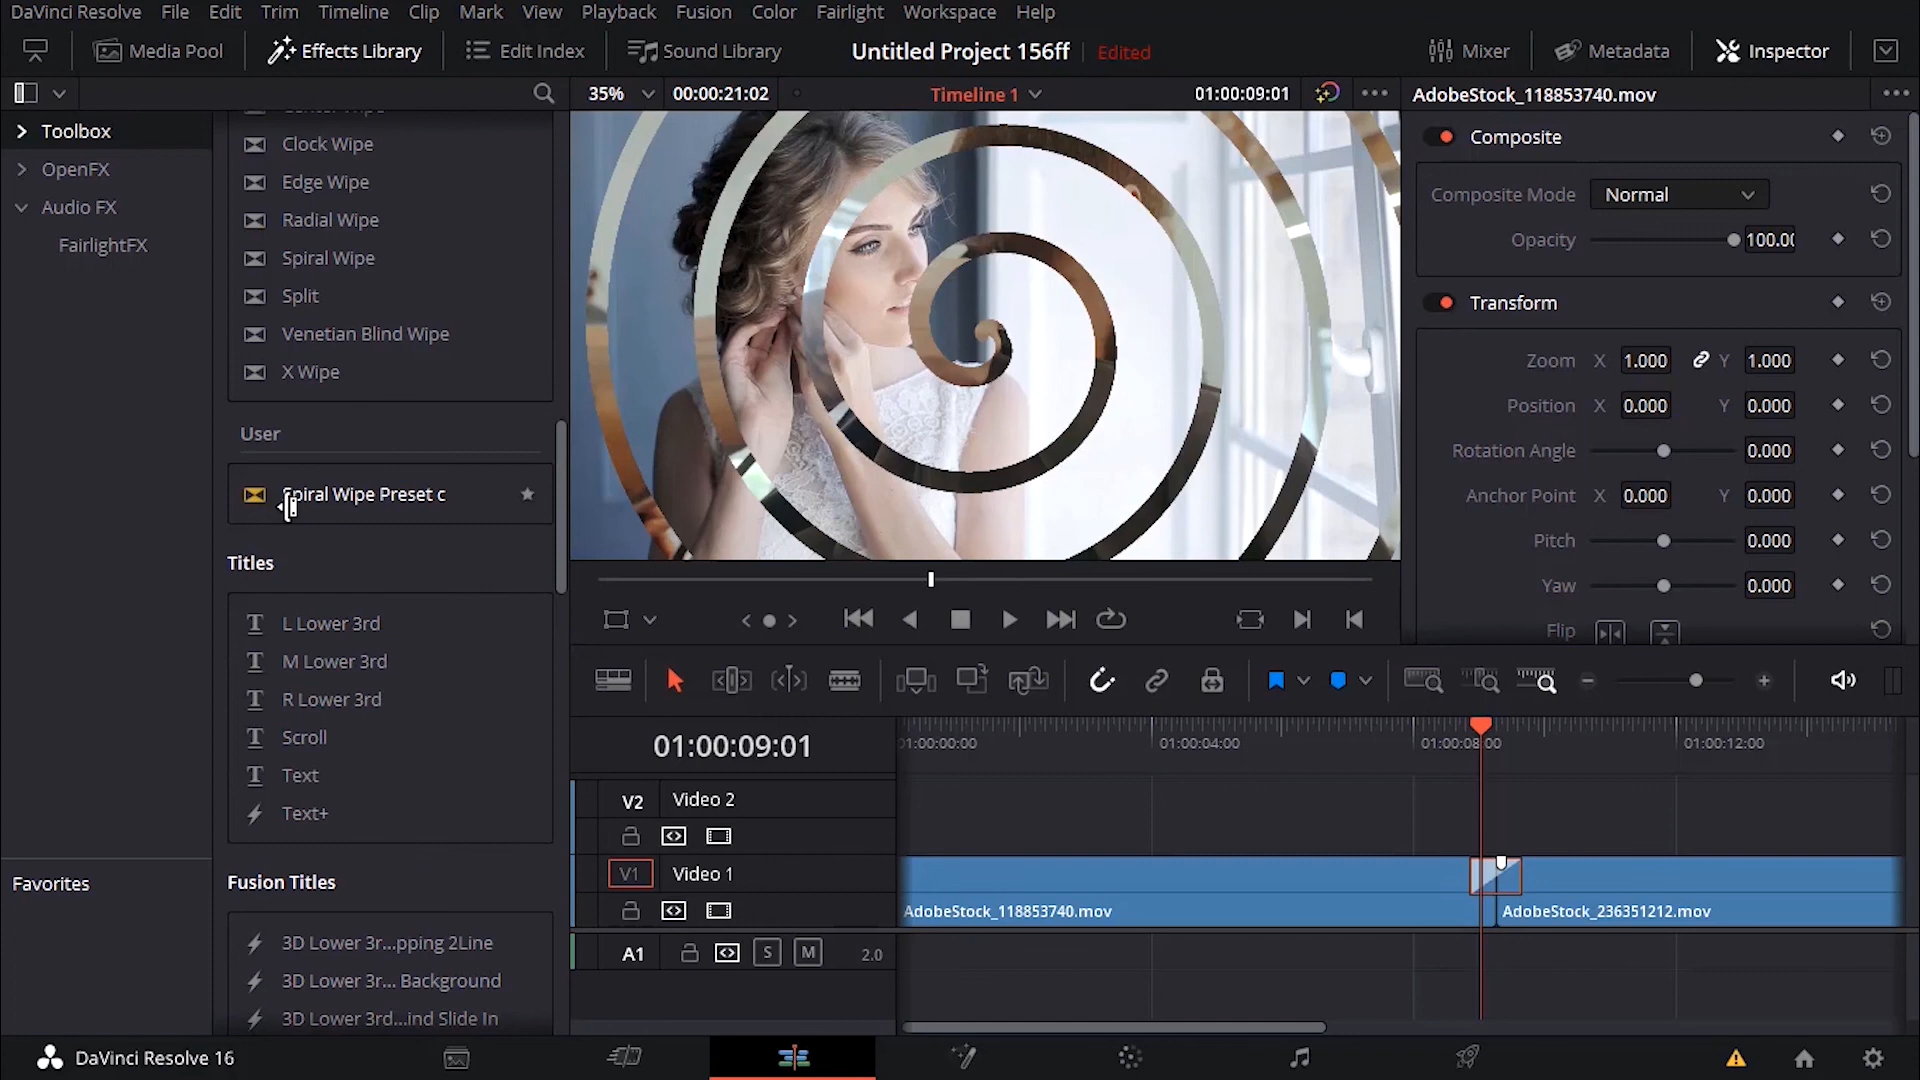 DaVinci Resolve File Edit Trim Timeline Clip Mark View Playback Fusion Color Fairlight Workspace Help
Media Pool Effects Library Edit Index Sound Library Untitled Project 156ff Edited Mixer Metadata Inspector
35% 00:00:21:02 Timeline 1 01:00:09:01 AdobeStock_118853740.mov
Toolbox
OpenFX
Audio FX
FairlightFX
Favorites
Clock Wipe
Edge Wipe
Radial Wipe
Spiral Wipe
Split
Venetian Blind Wipe
X Wipe
User
Spiral Wipe Preset c
Titles
L Lower 3rd
M Lower 3rd
R Lower 3rd
Scroll
Text
Text+
Fusion Titles
3D Lower 3r...pping 2Line
3D Lower 3r... Background
3D Lower 3rd...ind Slide In
Composite
Composite Mode Normal
Opacity 100.00
Transform
Zoom X 1.000 Y 1.000
Position X 0.000 Y 0.000
Rotation Angle 0.000
Anchor Point X 0.000 Y 0.000
Pitch 0.000
Yaw 0.000
Flip
01:00:09:01
01:00:00:00 01:00:04:00 01:00:08:00 01:00:12:00
V2 Video 2
V1 Video 1
AdobeStock_118853740.mov AdobeStock_236351212.mov
A1 S M 2.0
DaVinci Resolve 16